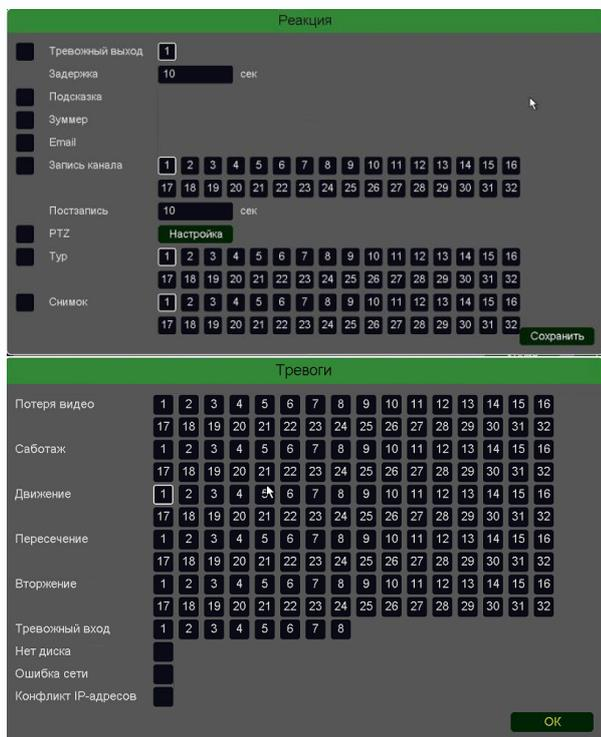 Реакция
Тревожный выход 1
Задержка 10 сек
Подсказка
Зуммер
Email
Запись канала 1 2 3 4 5 6 7 8 9 10 11 12 13 14 15 16
17 18 19 20 21 22 23 24 25 26 27 28 29 30 31 32
Постзапись 10 сек
PTZ Настройка
Тур 1 2 3 4 5 6 7 8 9 10 11 12 13 14 15 16
17 18 19 20 21 22 23 24 25 26 27 28 29 30 31 32
Снимок 1 2 3 4 5 6 7 8 9 10 11 12 13 14 15 16
17 18 19 20 21 22 23 24 25 26 27 28 29 30 31 32
Сохранить
Тревоги
Потеря видео 1 2 3 4 5 6 7 8 9 10 11 12 13 14 15 16
17 18 19 20 21 22 23 24 25 26 27 28 29 30 31 32
Саботаж 1 2 3 4 5 6 7 8 9 10 11 12 13 14 15 16
17 18 19 20 21 22 23 24 25 26 27 28 29 30 31 32
Движение 1 2 3 4 5 6 7 8 9 10 11 12 13 14 15 16
17 18 19 20 21 22 23 24 25 26 27 28 29 30 31 32
Пересечение 1 2 3 4 5 6 7 8 9 10 11 12 13 14 15 16
17 18 19 20 21 22 23 24 25 26 27 28 29 30 31 32
Вторжение 1 2 3 4 5 6 7 8 9 10 11 12 13 14 15 16
17 18 19 20 21 22 23 24 25 26 27 28 29 30 31 32
Тревожный вход 1 2 3 4 5 6 7 8
Нет диска
Ошибка сети
Конфликт IP-адресов
OK